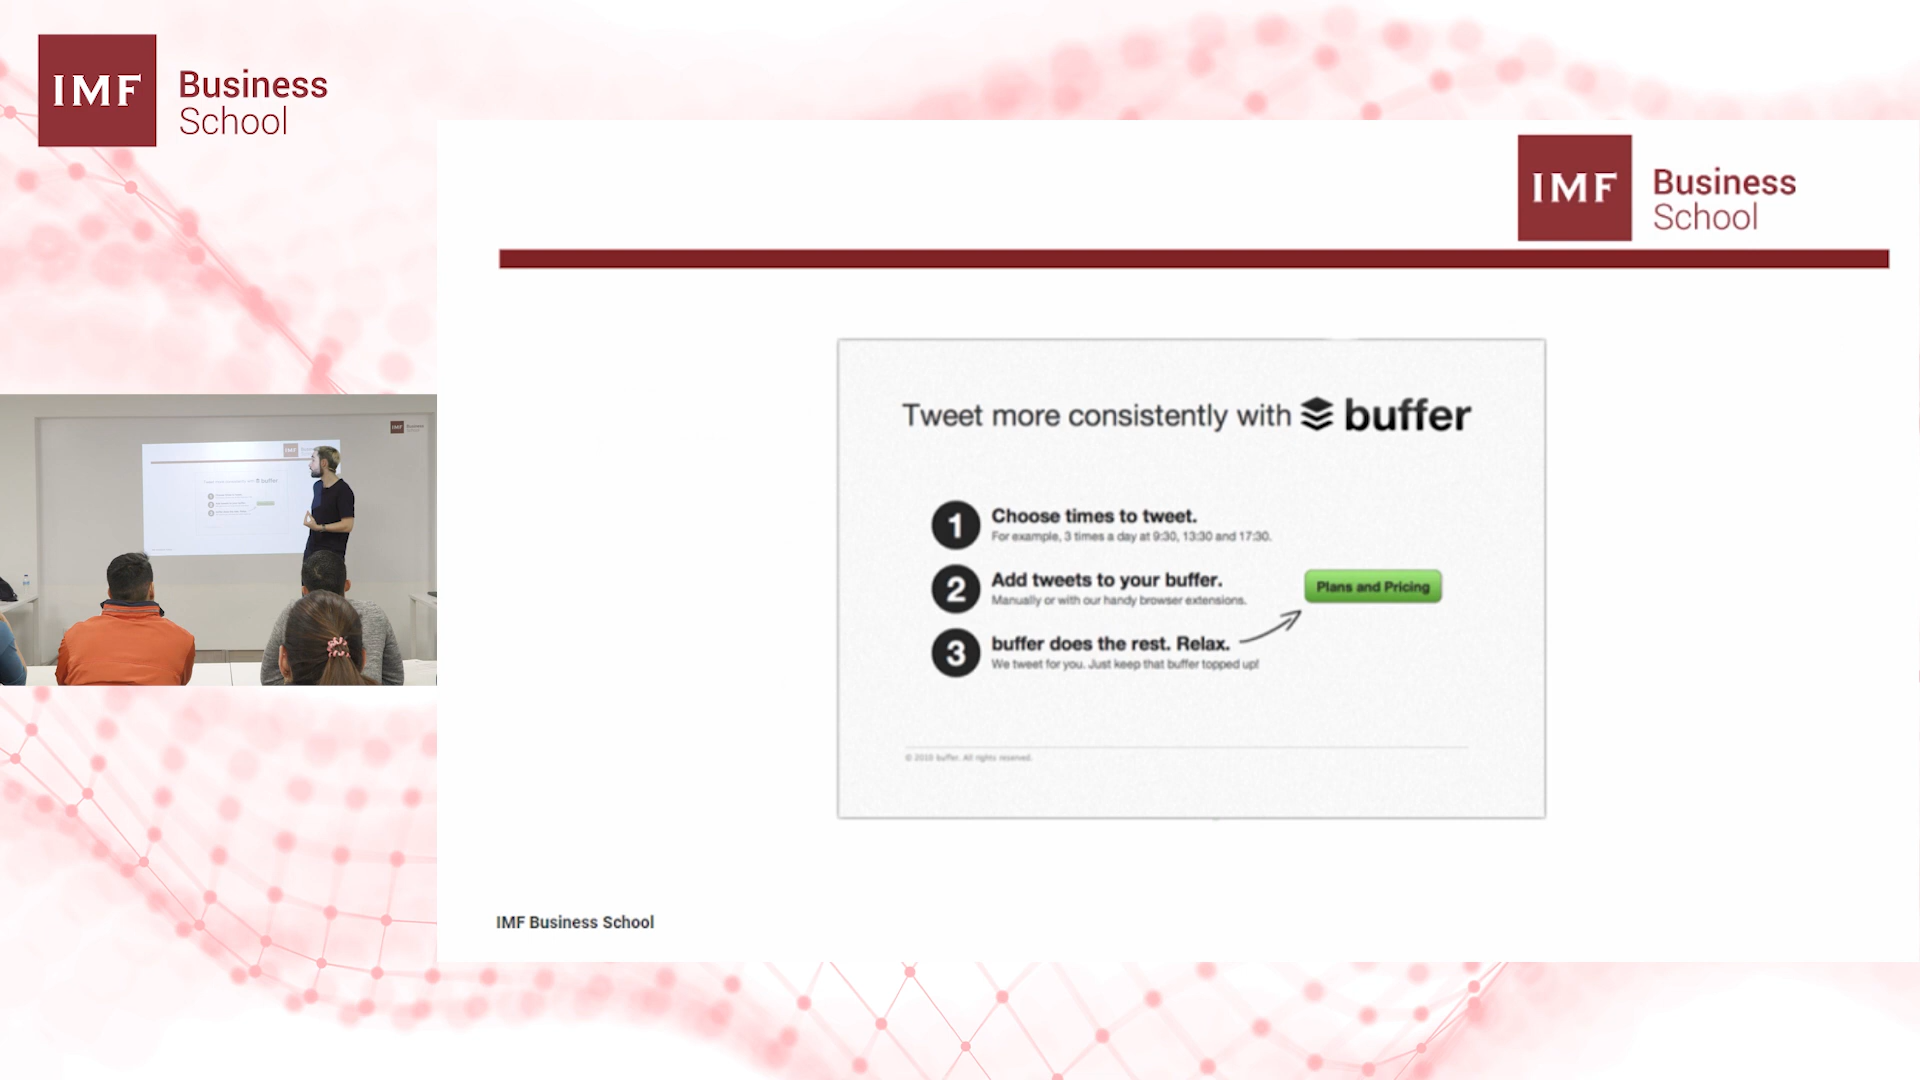 IMF Business
School
IMF Business
School
Tweet more consistently with buffer
1 Choose times to tweet.
For example, 3 times a day at 9:30, 13:30 and 17:30.
2 Add tweets to your buffer.
Manually or with our handy browser extensions.
Plans and Pricing
3 buffer does the rest. Relax.
We tweet for you. Just keep that buffer topped up!
© 2010 buffer. All rights reserved.
IMF Business School